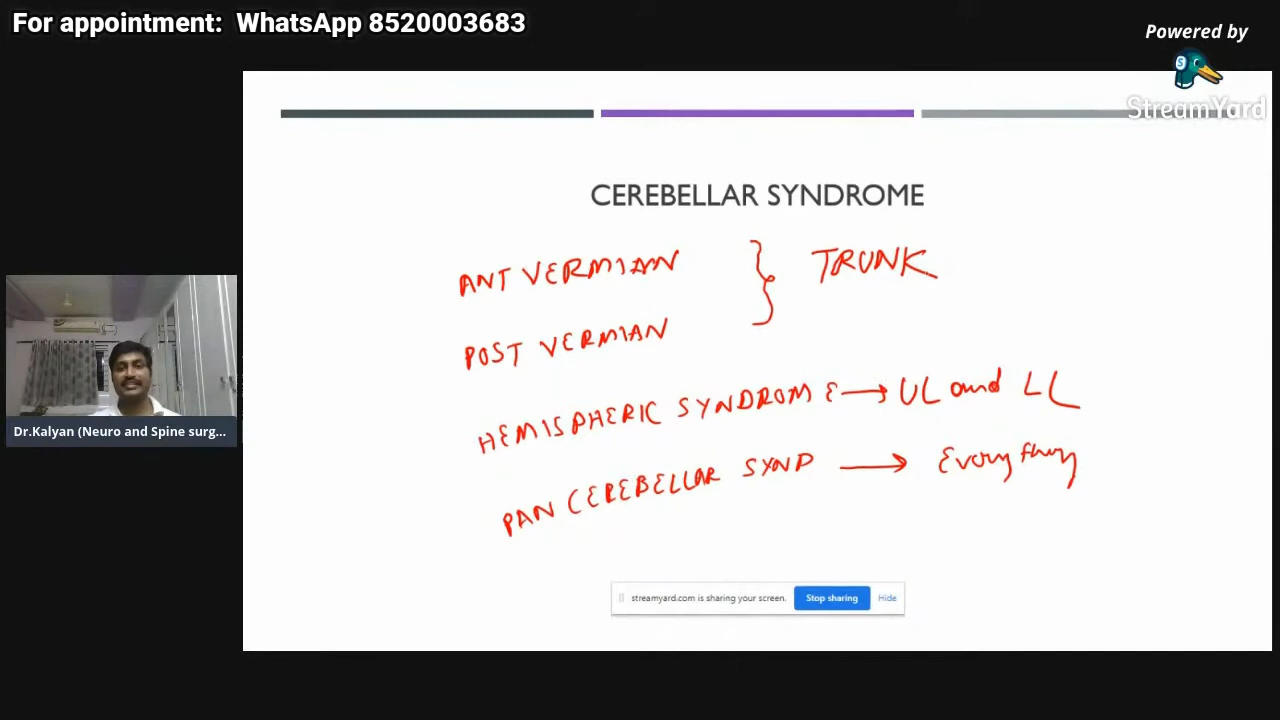 For appointment: WhatsApp 8520003683
Powered by
StreamYard
CEREBELLAR SYNDROME
ANT VERMIAN } TRUNK
POST VERMIAN
HEMISPHERIC SYNDROME → UL and LL
PAN CEREBELLAR SYND → Everything
Dr.Kalyan (Neuro and Spine surg...
streamyard.com is sharing your screen. Stop sharing Hide